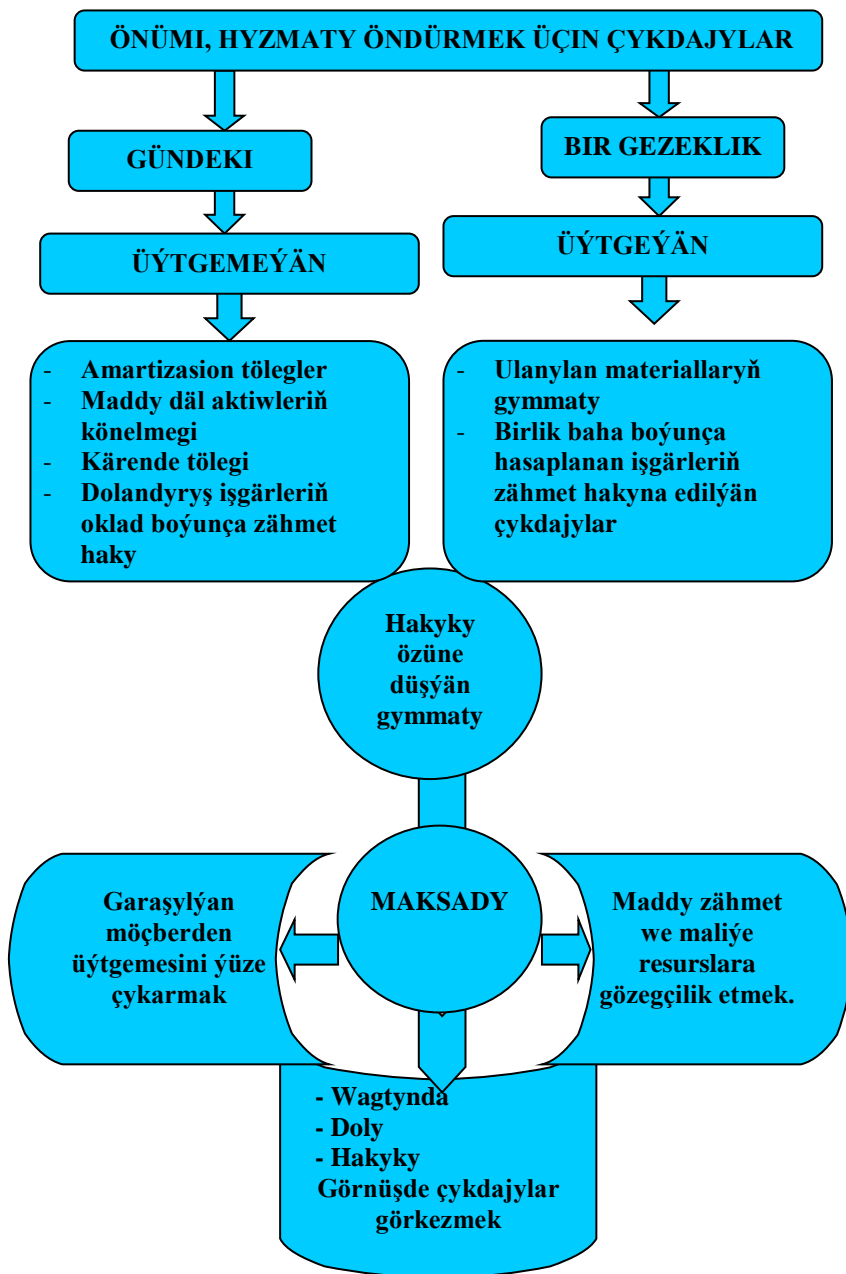 ÖNÜMI, HYZMATY ÖNDÜRMEK ÜÇIN ÇYKDAJYLAR
GÜNDEKI
BIR GEZEKLIK
ÜÝTGEMEÝÄN
ÜÝTGEÝÄN
- Amartizasion tölegler
- Maddy däl aktiwleriň
könelmegi
- Kärende tölegi
- Dolandyryş işgärleriň
oklad boýunça zähmet
haky
- Ulanylan materiallaryň
gymmaty
- Birlik baha boýunça
hasaplanan işgärleriň
zähmet hakyna edilýän
çykdajylar
Hakyky
özüne
düşýän
gymmaty
Garaşylýan
möçberden
üýtgemesini ýüze
çykarmak
MAKSADY
Maddy zähmet
we maliýe
resurslara
gözegçilik etmek.
- Wagtynda
- Doly
- Hakyky
Görnüşde çykdajylar
görkezmek